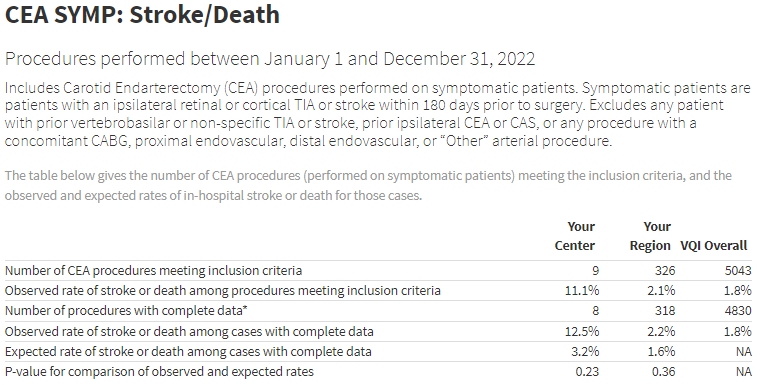 CEA SYMP: Stroke/Death
Procedures performed between January 1 and December 31, 2022
Includes Carotid Endarterectomy (CEA) procedures performed on symptomatic patients. Symptomatic patients are
patients with an ipsilateral retinal or cortical TIA or stroke within 180 days prior to surgery. Excludes any patient
with prior vertebrobasilar or non-specific TIA or stroke, prior ipsilateral CEA or CAS, or any procedure with a
concomitant CABG, proximal endovascular, distal endovascular, or “Other” arterial procedure.
The table below gives the number of CEA procedures (performed on symptomatic patients) meeting the inclusion criteria, and the
observed and expected rates of in-hospital stroke or death for those cases.
Your Your
Center Region VQI Overall
Number of CEA procedures meeting inclusion criteria 9 326 5043
Observed rate of stroke or death among procedures meeting inclusion criteria 11.1% 2.1% 1.8%
Number of procedures with complete data* 8 318 4830
Observed rate of stroke or death among cases with complete data 12.5% 2.2% 1.8%
Expected rate of stroke or death among cases with complete data 3.2% 1.6% NA
P-value for comparison of observed and expected rates 0.23 0.36 NA